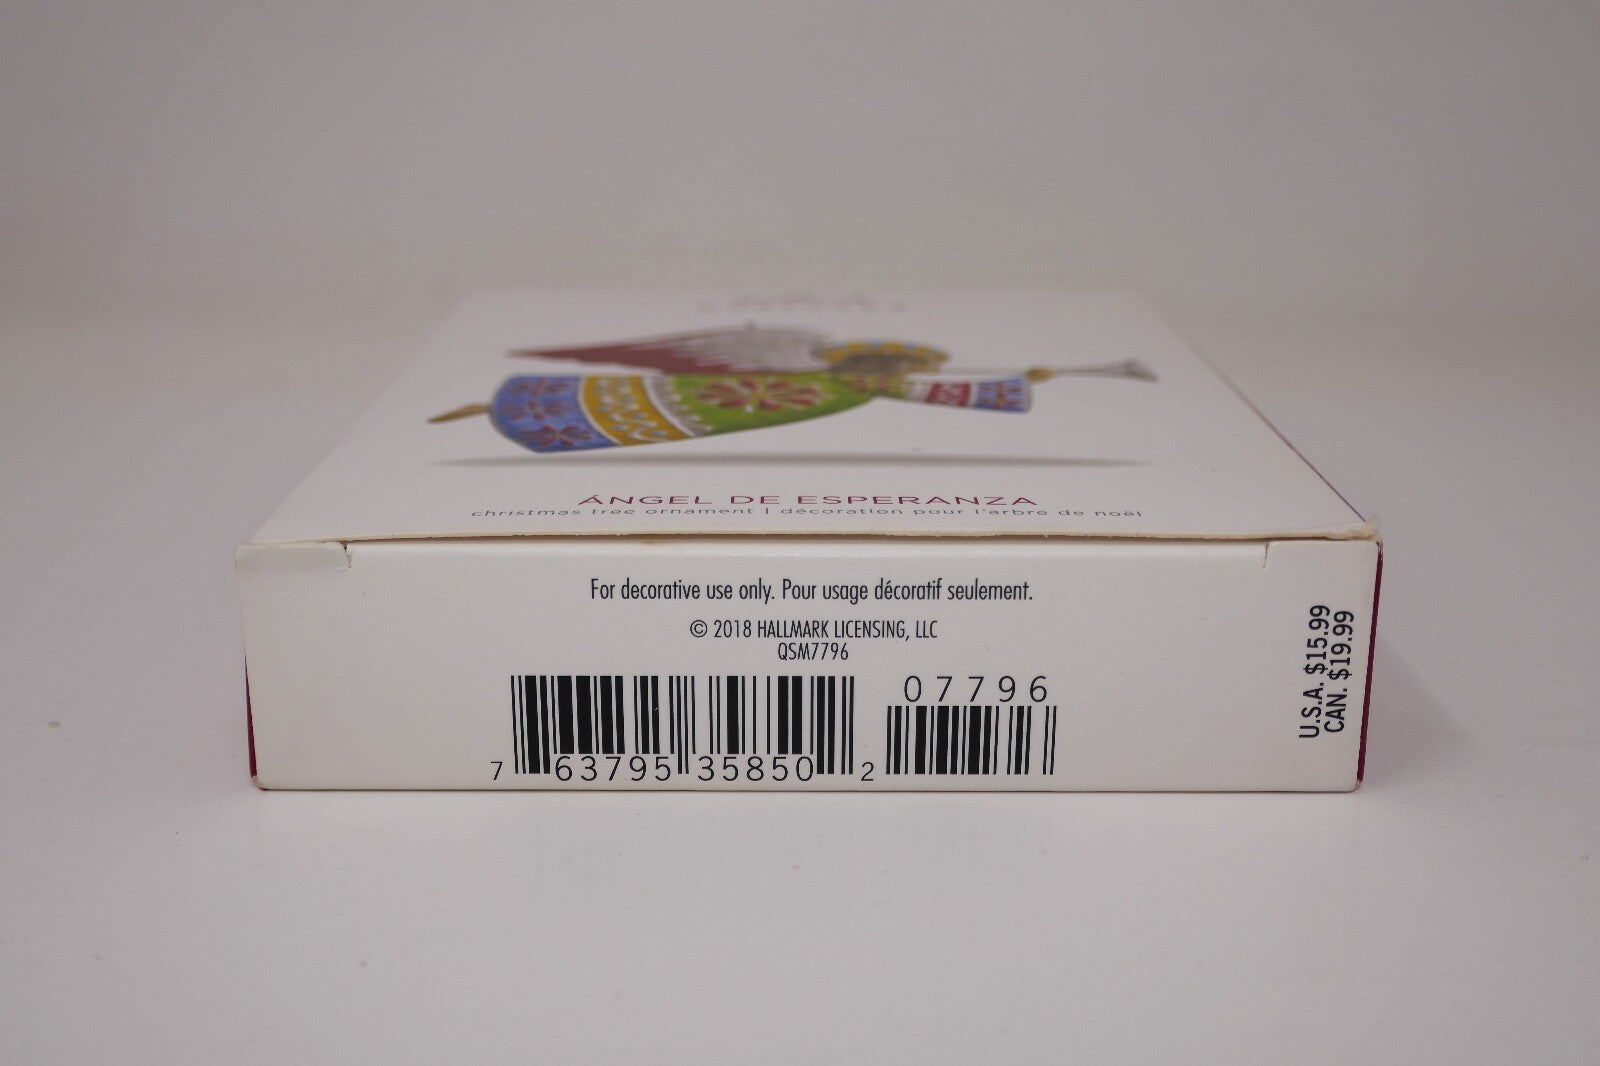 ÁNGEL DE ESPERANZA
christmas tree ornament | décoration pour l'arbre de noël
For decorative use only. Pour usage décoratif seulement.
© 2018 HALLMARK LICENSING, LLC
QSM7796
07796
7 63795 35850 2
U.S.A. $15.99
CAN. $19.99